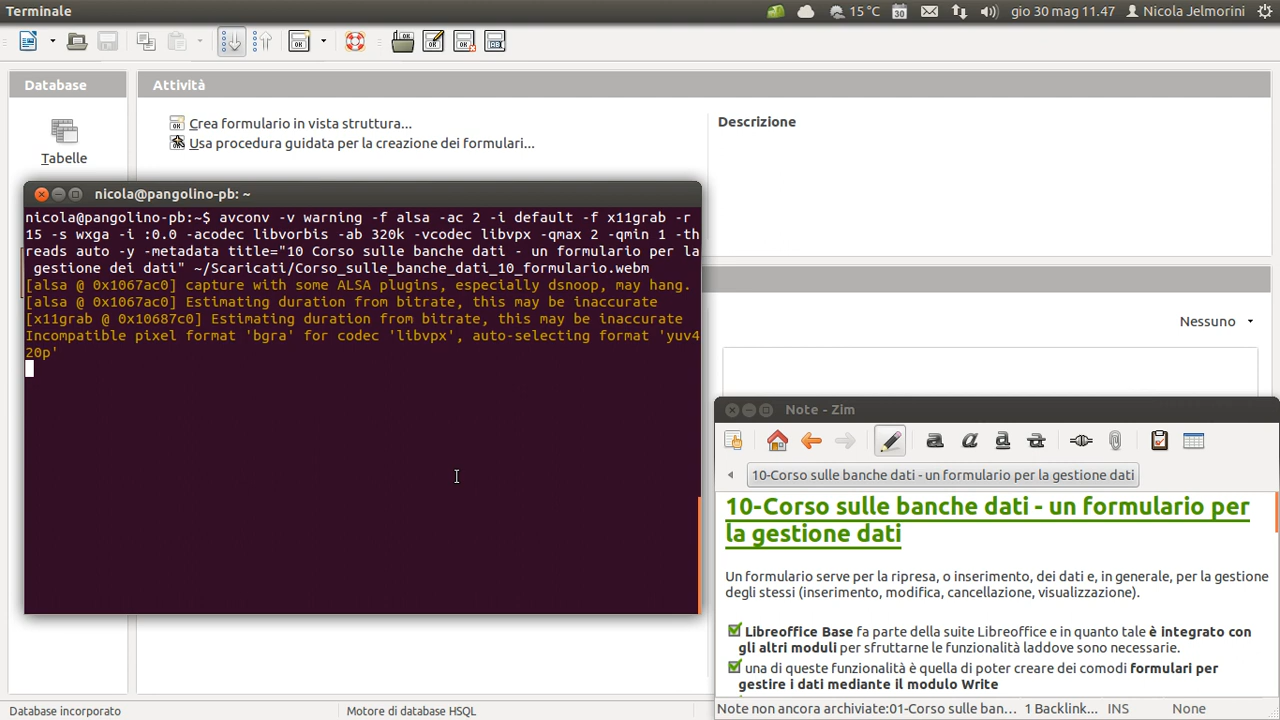 Terminale
15 °C
30
gio 30 mag 11.47
Nicola Jelmorini
Database
Attività
Tabelle
Crea formulario in vista struttura...
Usa procedura guidata per la creazione dei formulari...
Descrizione
nicola@pangolino-pb: ~
nicola@pangolino-pb:~$ avconv -v warning -f alsa -ac 2 -i default -f x11grab -r
15 -s wxga -i :0.0 -acodec libvorbis -ab 320k -vcodec libvpx -qmax 2 -qmin 1 -th
reads auto -y -metadata title="10 Corso sulle banche dati - un formulario per la
gestione dei dati" ~/Scaricati/Corso_sulle_banche_dati_10_formulario.webm
[alsa @ 0x1067ac0] capture with some ALSA plugins, especially dsnoop, may hang.
[alsa @ 0x1067ac0] Estimating duration from bitrate, this may be inaccurate
[x11grab @ 0x10687c0] Estimating duration from bitrate, this may be inaccurate
Incompatible pixel format 'bgra' for codec 'libvpx', auto-selecting format 'yuv4
20p'
Nessuno
Note - Zim
10-Corso sulle banche dati - un formulario per la gestione dati
10-Corso sulle banche dati - un formulario per
la gestione dati
Un formulario serve per la ripresa, o inserimento, dei dati e, in generale, per la gestione
degli stessi (inserimento, modifica, cancellazione, visualizzazione).
Libreoffice Base fa parte della suite Libreoffice e in quanto tale è integrato con
gli altri moduli per sfruttarne le funzionalità laddove sono necessarie.
una di queste funzionalità è quella di poter creare dei comodi formulari per
gestire i dati mediante il modulo Write
Note non ancora archiviate:01-Corso sulle ban... 1 Backlink... INS None
Database incorporato
Motore di database HSQL